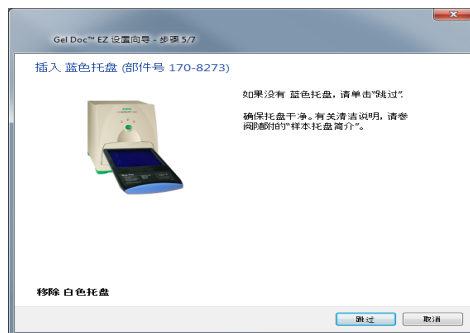 Gel Doc™ EZ 设置向导 - 步骤 5/7
插入 蓝色托盘 (部件号 170-8273)
如果没有 蓝色托盘, 请单击“跳过”.
确保托盘干净。有关清洁说明, 请参
阅随附的“样本托盘简介”。
移除 白色托盘
跳过
取消